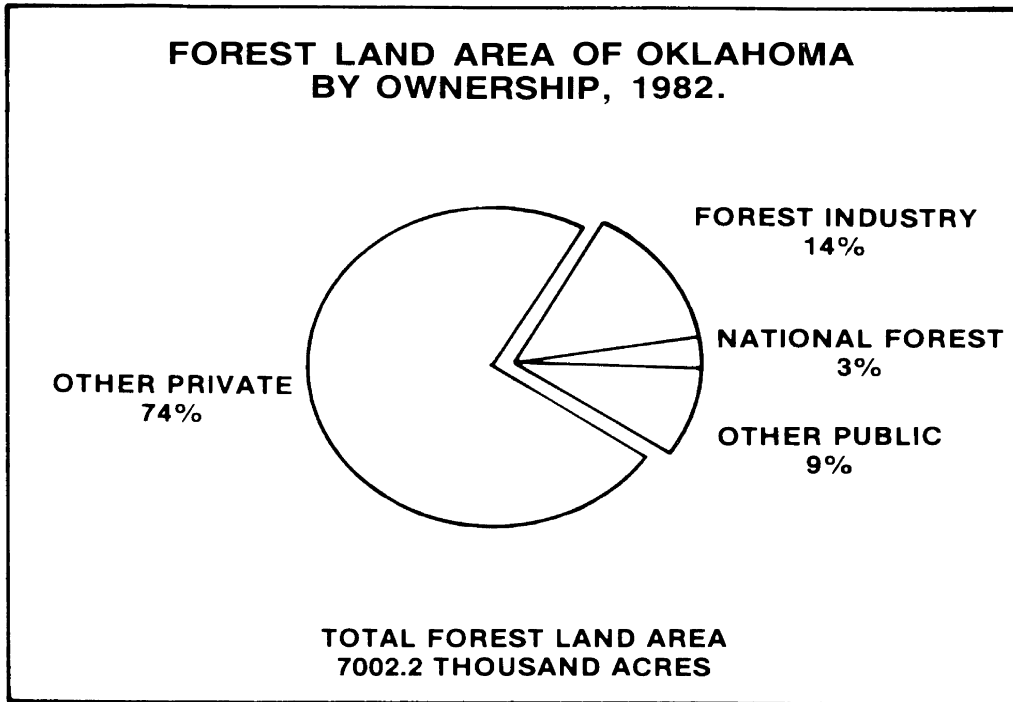 FOREST LAND AREA OF OKLAHOMA
BY OWNERSHIP, 1982.
FOREST INDUSTRY
14%
NATIONAL FOREST
3%
OTHER PRIVATE
74%
OTHER PUBLIC
9%
TOTAL FOREST LAND AREA
7002.2 THOUSAND ACRES